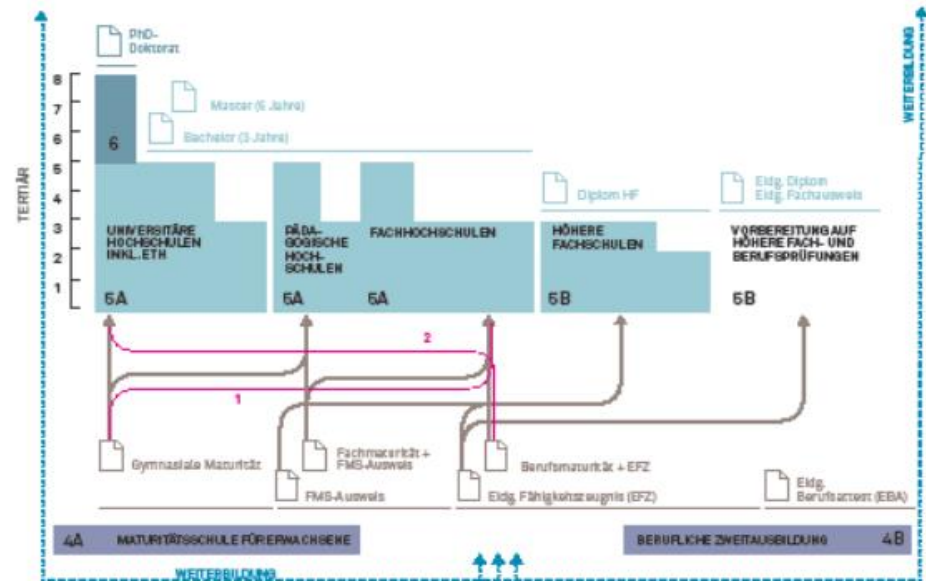 PhD-
Doktorat
8
7
6
5
4
3
2
1
TERTIÄR
Master (5 Jahre)
Bachelor (3 Jahre)
6
Diplom HF
Eidg. Diplom
Eidg. Fachausweis
WEITERBILDUNG
UNIVERSITÄRE
HOCHSCHULEN
INKL. ETH
5A
PÄDA-
GOGISCHE
HOCH-
SCHULEN
5A
FACHHOCHSCHULEN
5A
HÖHERE
FACHSCHULEN
5B
VORBEREITUNG AUF
HÖHERE FACH- UND
BERUFSPRÜFUNGEN
5B
2
1
Gymnasiale Maturität
Fachmaturität +
FMS-Ausweis
Berufsmaturität + EFZ
FMS-Ausweis
Eidg. Fähigkeitszeugnis (EFZ)
Eidg.
Berufsattest (EBA)
4A MATURITÄTSSCHULE FÜR ERWACHSENE
BERUFLICHE ZWEITAUSBILDUNG 4B
WEITERBILDUNG